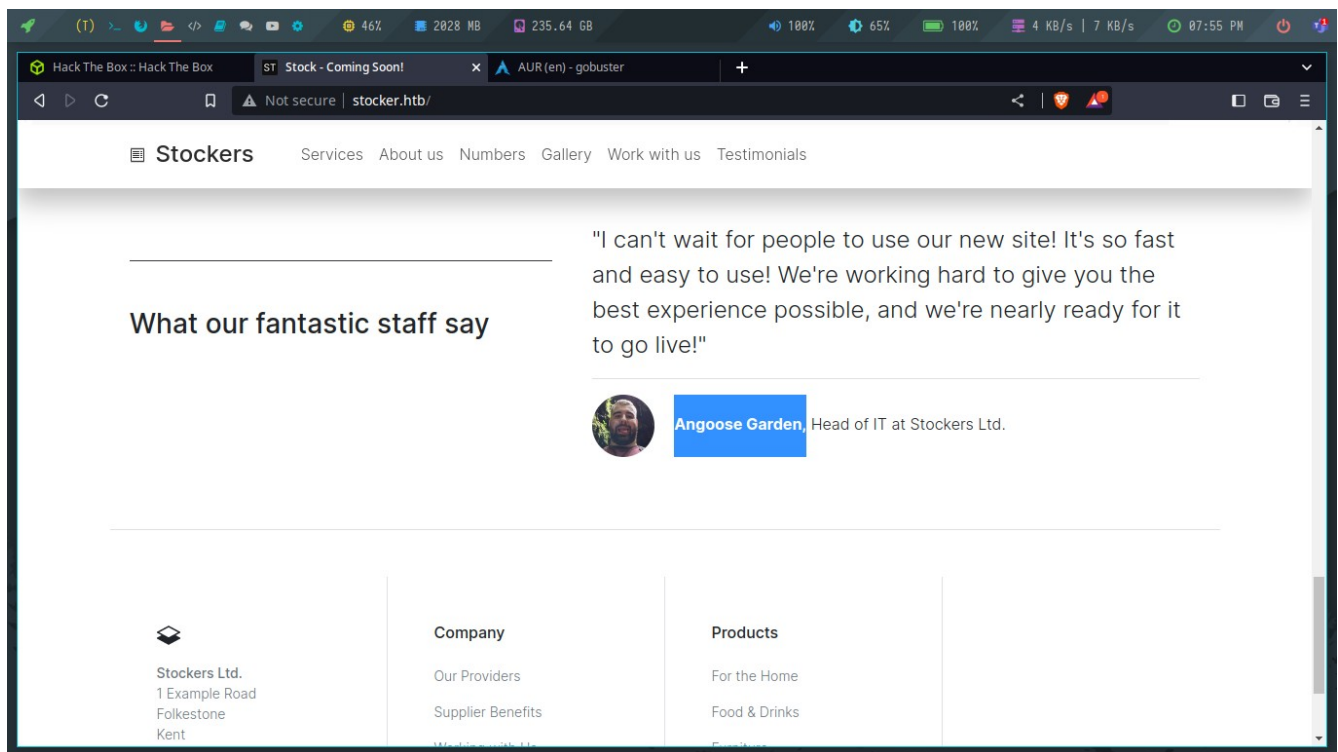 (T) >_ </> 46% 2028 MB 235.64 GB 100% 65% 100% 4 KB/s | 7 KB/s 07:55 PM
Hack The Box :: Hack The Box ST Stock - Coming Soon! × AUR (en) - gobuster +
Not secure | stocker.htb/
Stockers Services About us Numbers Gallery Work with us Testimonials
"I can't wait for people to use our new site! It's so fast
and easy to use! We're working hard to give you the
best experience possible, and we're nearly ready for it
to go live!"
What our fantastic staff say
Angoose Garden, Head of IT at Stockers Ltd.
Stockers Ltd.
1 Example Road
Folkestone
Kent
Company
Our Providers
Supplier Benefits
Working with Us
Products
For the Home
Food & Drinks
Furniture